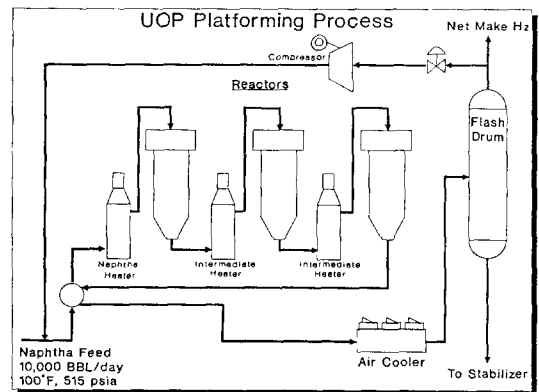 UOP Platforming Process
Net Make Hz
Compressor
Reactors
Flash
Drum
Naphtha
Heater
Intermediate
Heater
Intermediate
Heater
Naphtha Feed
10,000 BBL/day
100°F, 515 psia
Air Cooler
To Stabilizer